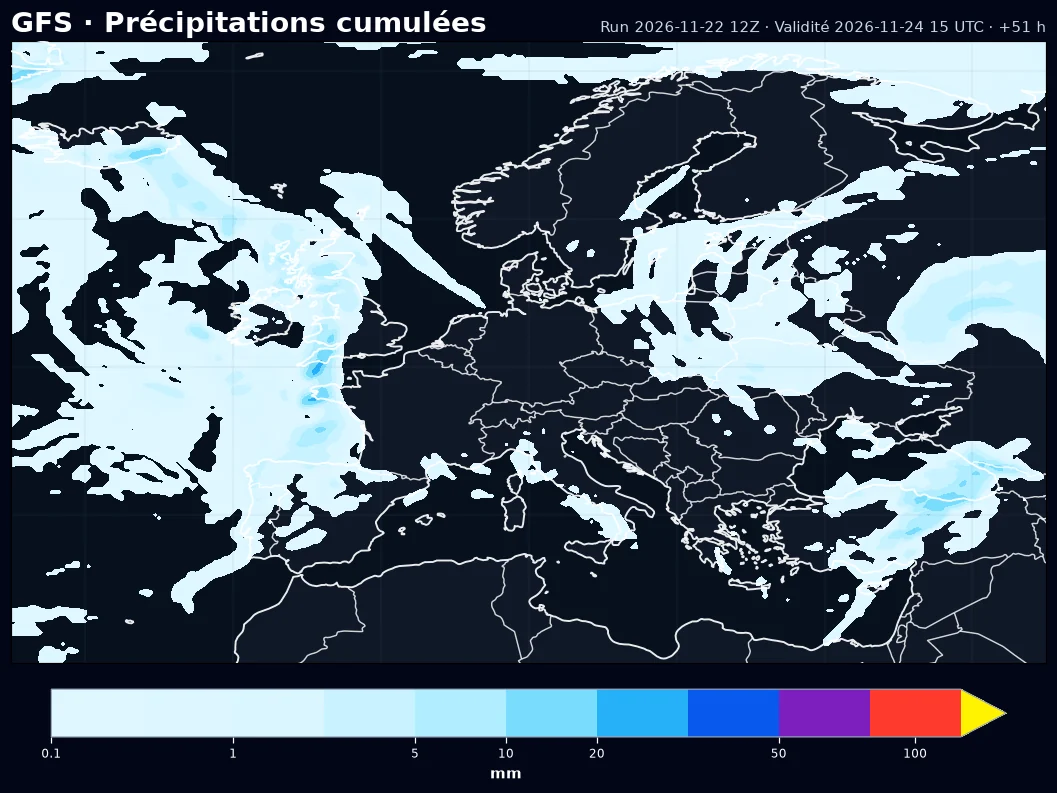 GFS · Précipitations cumulées
Run 2026-11-22 12Z · Validité 2026-11-24 15 UTC · +51 h
0.1 1 5 10 20 50 100
mm